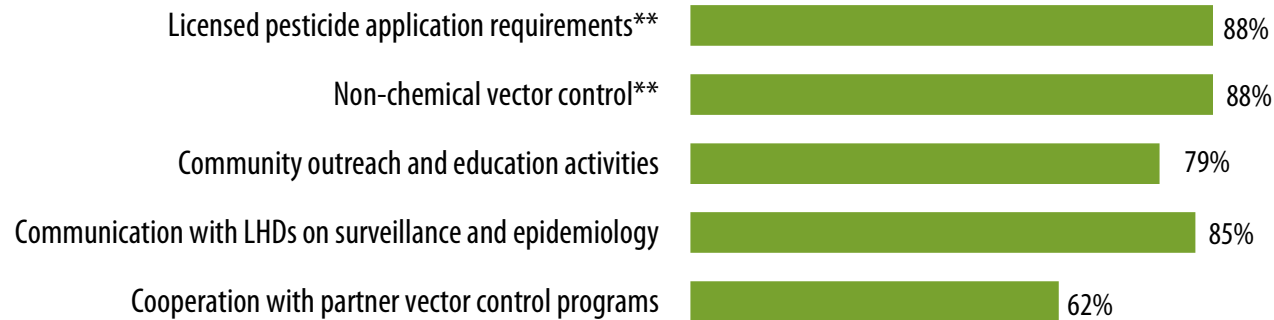 Licensed pesticide application requirements** 88%
Non-chemical vector control** 88%
Community outreach and education activities 79%
Communication with LHDs on surveillance and epidemiology 85%
Cooperation with partner vector control programs 62%